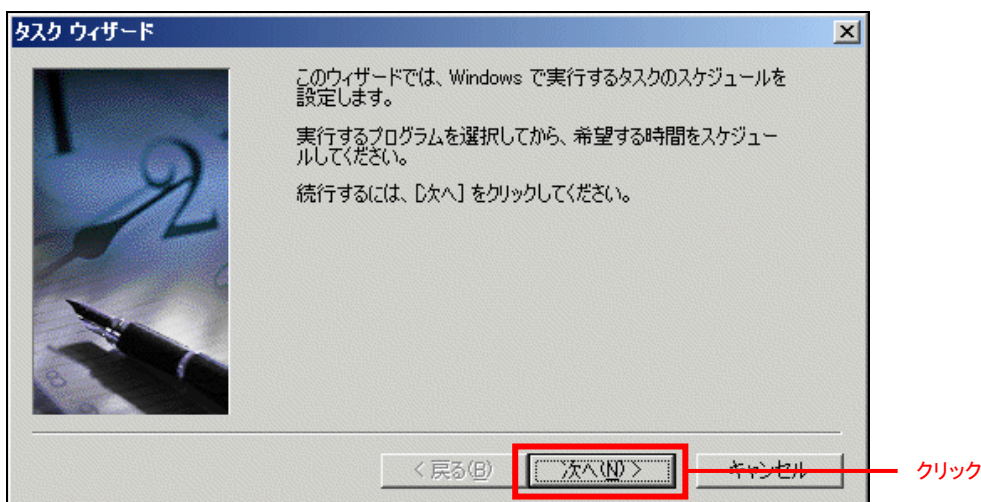 タスク ウィザード
このウィザードでは、Windows で実行するタスクのスケジュールを
設定します。
実行するプログラムを選択してから、希望する時間をスケジュー
ルしてください。
続行するには、[次へ] をクリックしてください。
< 戻る(B)
次へ(N) >
キャンセル
クリック